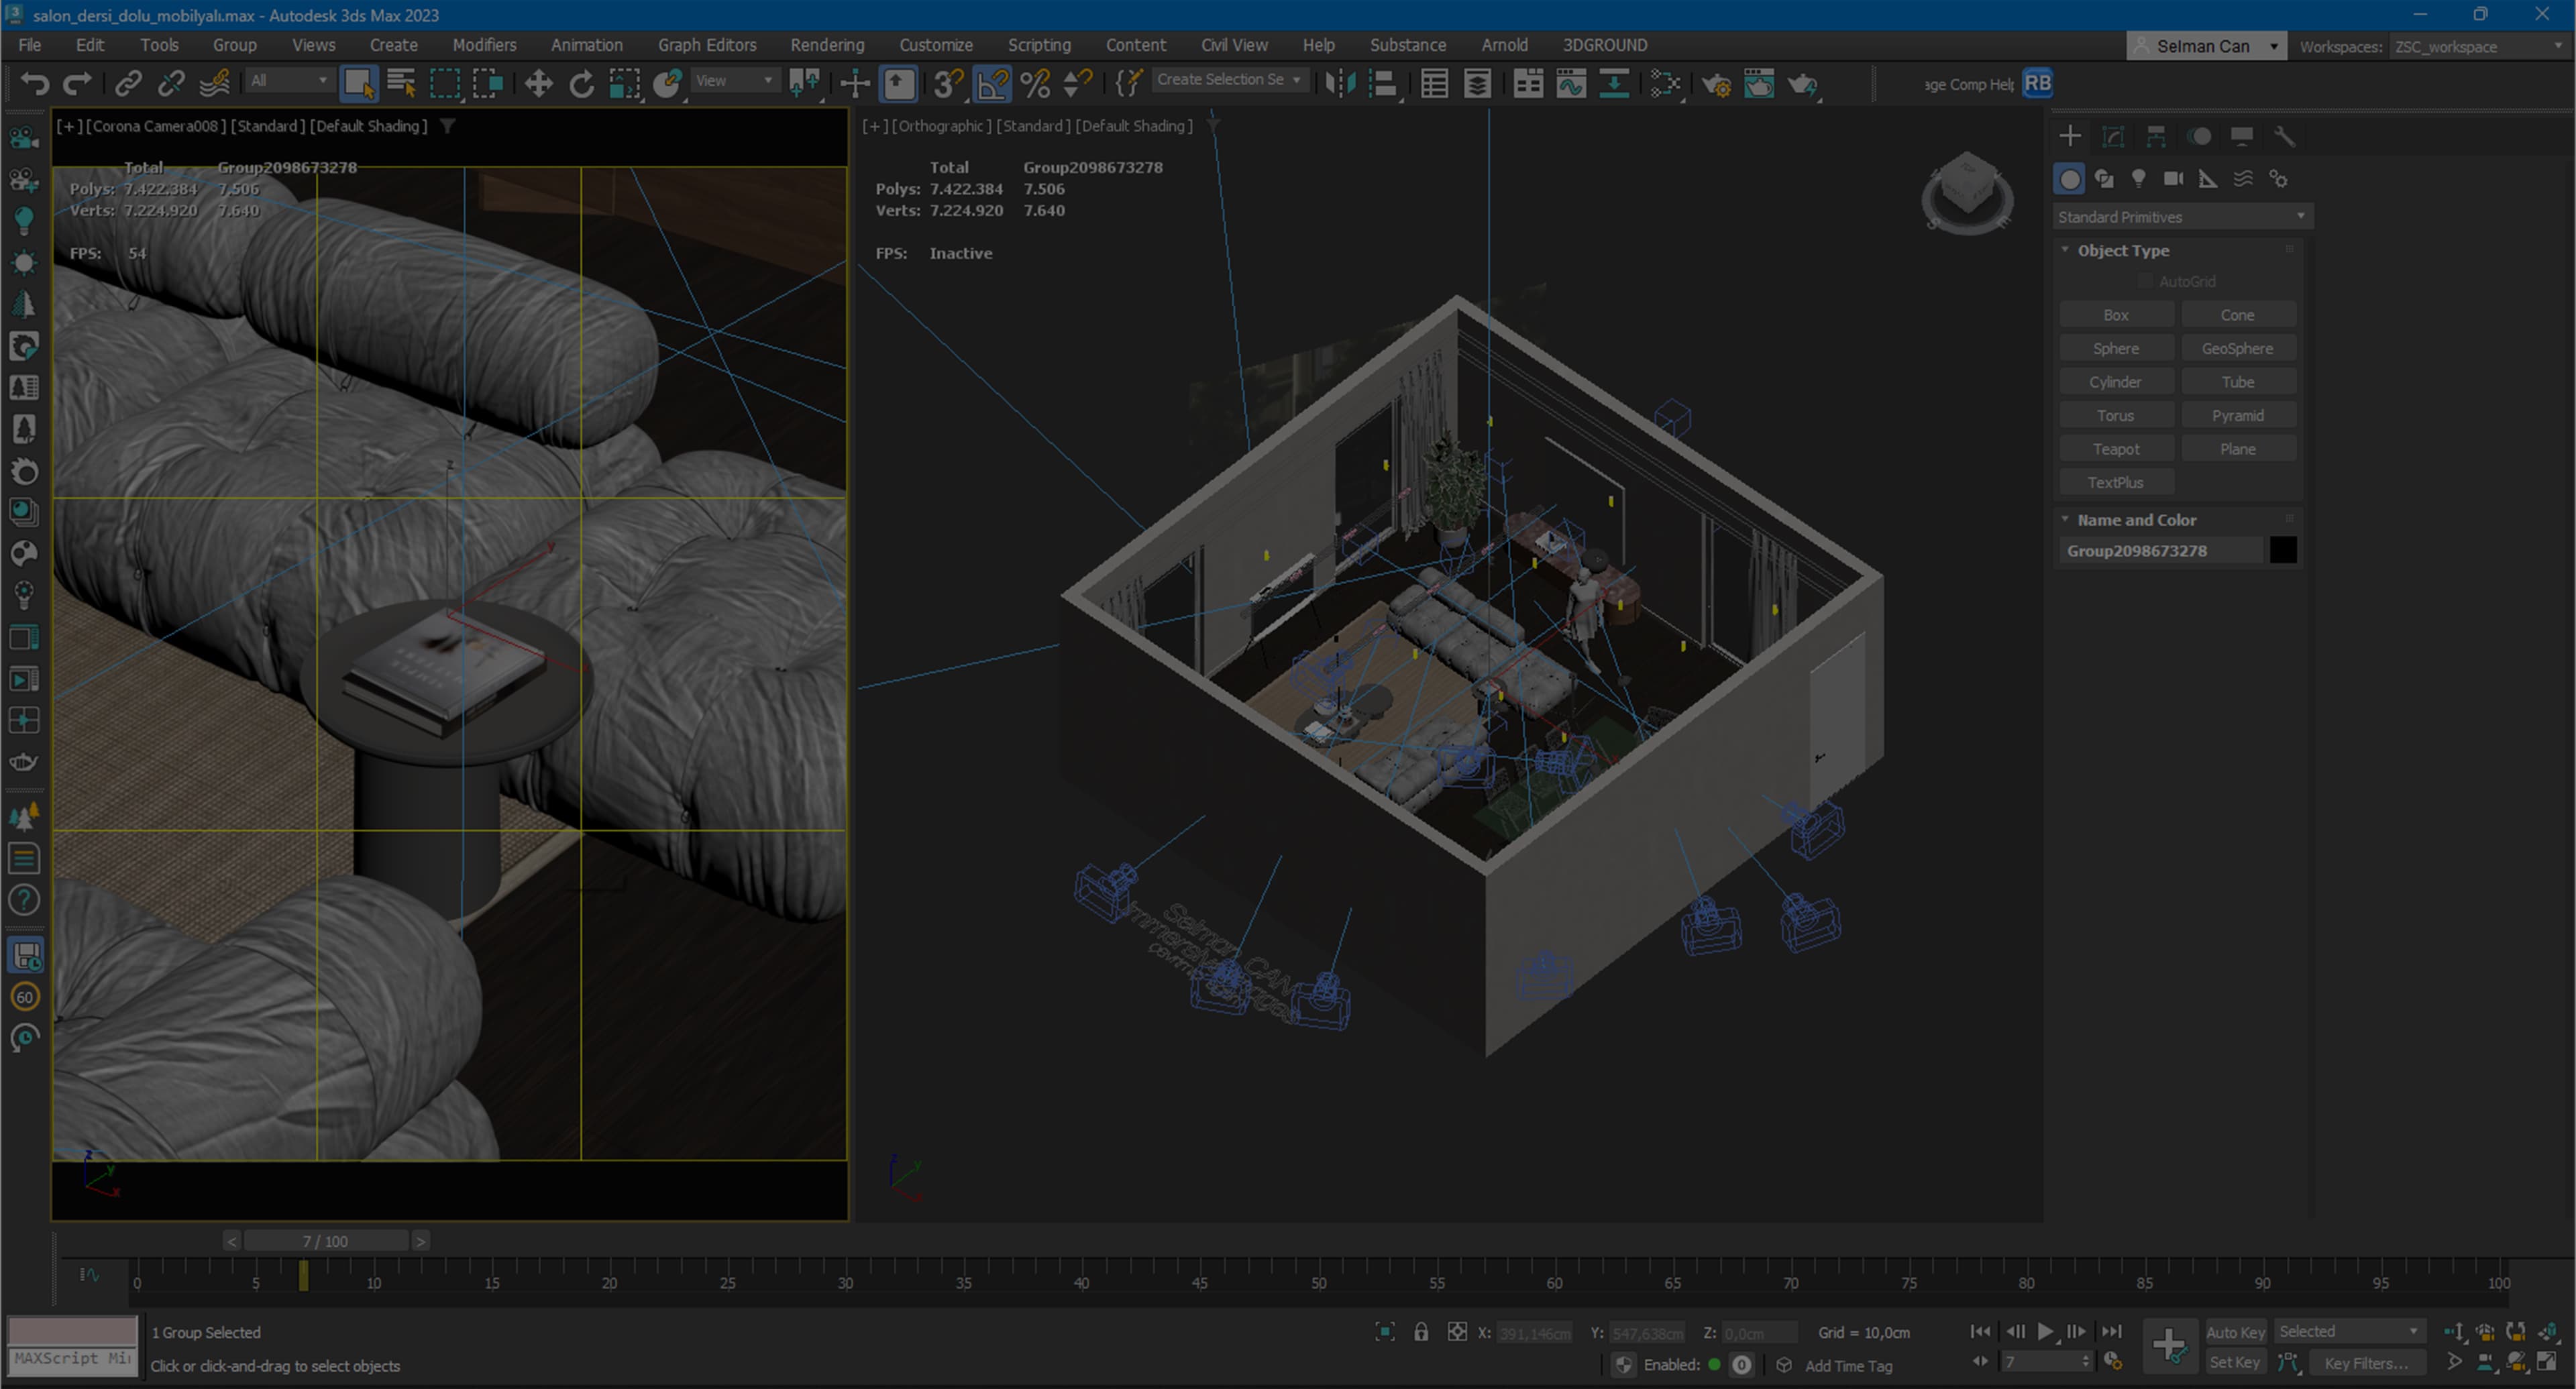 salon_dersi_dolu_mobilyalı.max - Autodesk 3ds Max 2023
File Edit Tools Group Views Create Modifiers Animation Graph Editors Rendering Customize Scripting Content Civil View Help Substance Arnold 3DGROUND
Selman Can Workspaces: ZSC_workspace
All View Create Selection Se age Comp Help RB
[+] [Corona Camera008] [Standard] [Default Shading]
Total Group2098673278
Polys: 7.422.384 7.506
Verts: 7.224.920 7.640
FPS: 54
[+] [Orthographic] [Standard] [Default Shading]
Total Group2098673278
Polys: 7.422.384 7.506
Verts: 7.224.920 7.640
FPS: Inactive
Selman CAN
Standard Primitives
Object Type
AutoGrid
Box Cone
Sphere GeoSphere
Cylinder Tube
Torus Pyramid
Teapot Plane
TextPlus
Name and Color
Group2098673278
60
< 7 / 100 >
0 5 10 15 20 25 30 35 40 45 50 55 60 65 70 75 80 85 90 95 100
1 Group Selected
X: 391,146cm Y: 547,638cm Z: 0,0cm Grid = 10,0cm
Auto Key Selected
MAXScript Mi
Click or click-and-drag to select objects
Enabled: 0 Add Time Tag
7
Set Key Key Filters...